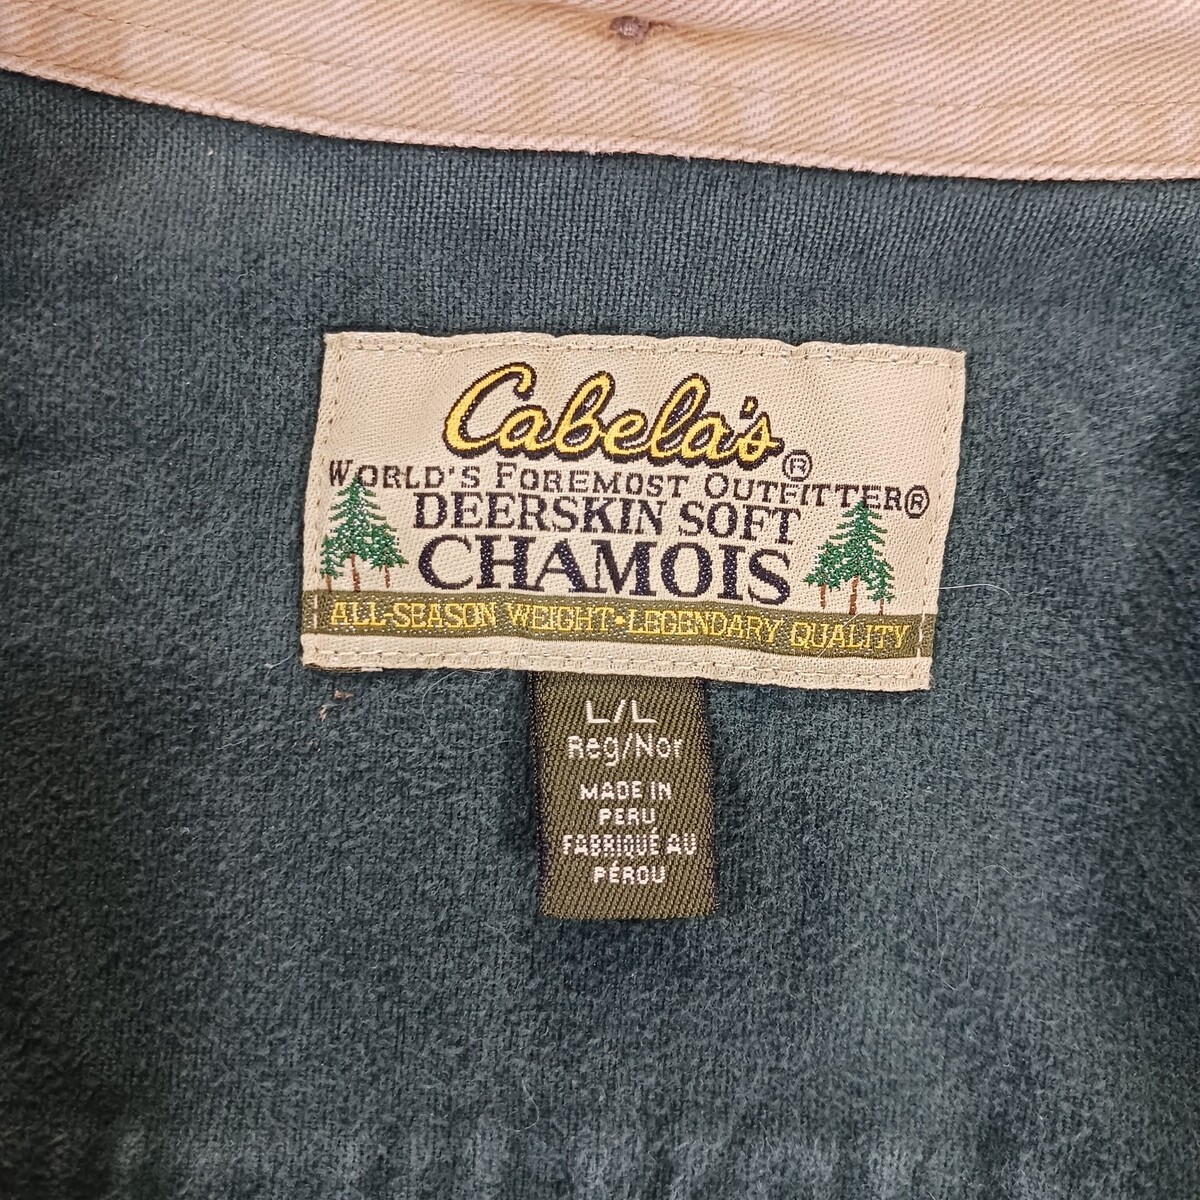 Cabela's®
WORLD'S FOREMOST OUTFITTER®
DEERSKIN SOFT
CHAMOIS
ALL-SEASON WEIGHT·LEGENDARY QUALITY
L/L
Reg/Nor
MADE IN
PERU
FABRIQUÉ AU
PÉROU